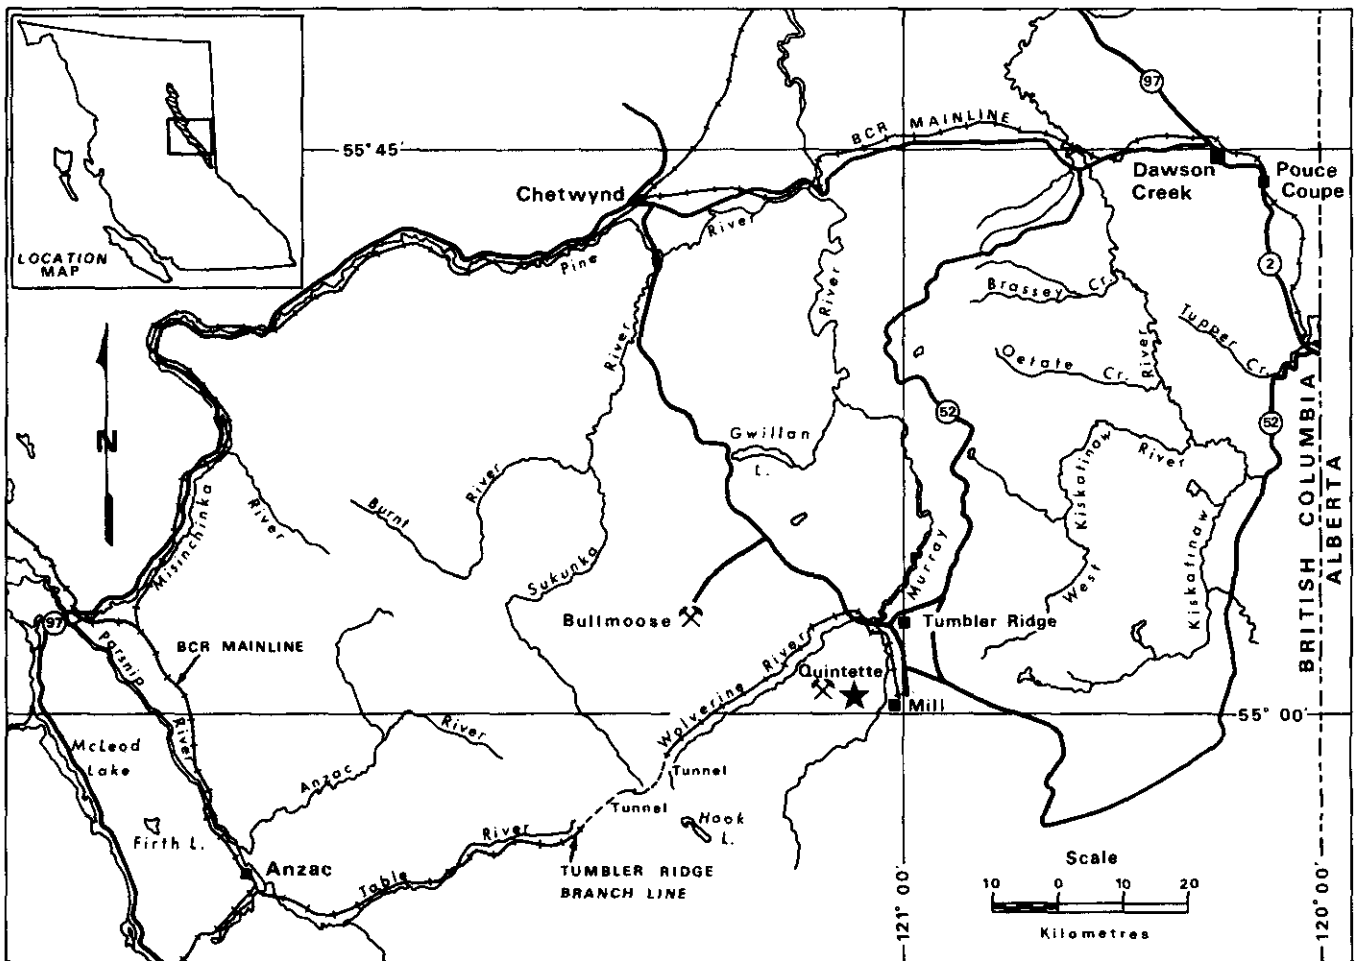 97
BCR MAINLINE
55° 45'
Dawson
Creek
Pouce
Coupe
Chetwynd
River
LOCATION
MAP
Pine
2
Brassey Cr.
River
Tupper Cr.
River
River
Oetate Cr.
N
52
52
Gwillan
L.
Kiskatinaw
River
River
Burnt
Misinchinka
River
Kiskatinaw
BRITISH COLUMBIA
ALBERTA
Murray
Sukunka
West
Bullmoose
Tumbler Ridge
97
Parsnip
BCR MAINLINE
River
Quintette
Wolverine River
Mill
55° 00'
McLeod
Lake
River
Anzac
Tunnel
Tunnel
Hook
L.
Firth L.
River
Anzac
Table
TUMBLER RIDGE
BRANCH LINE
Scale
10 0 10 20
Kilometres
121° 00'
120° 00'